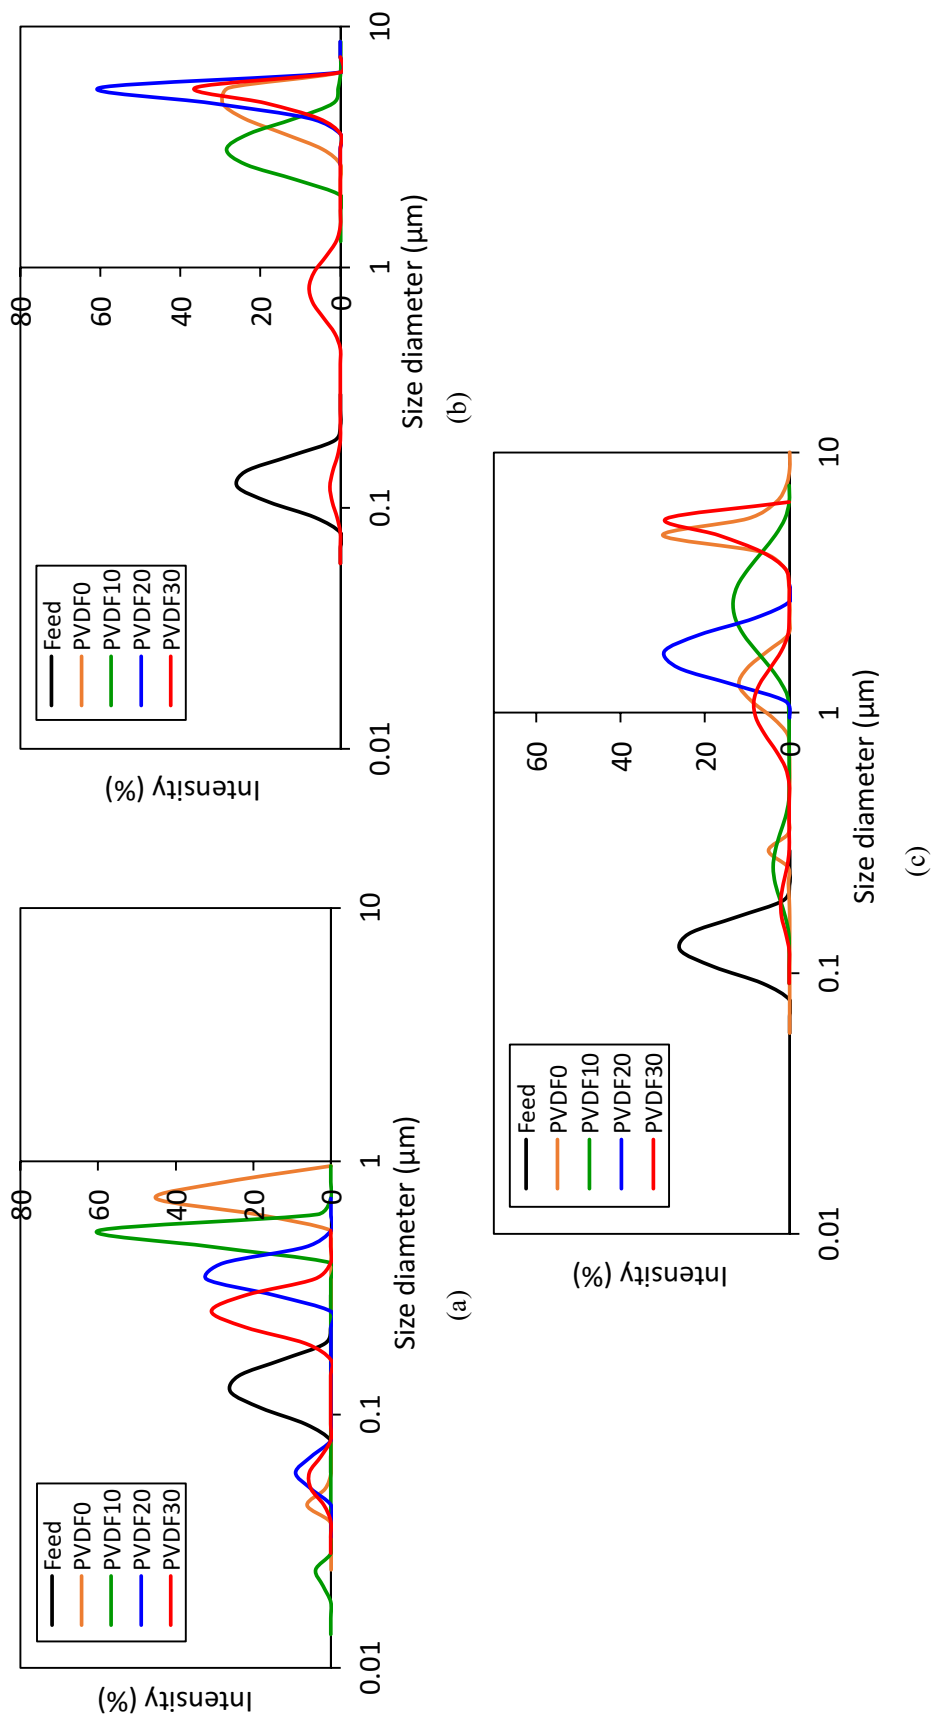 80
60
40
20
0
0.01
0.1
1
10
Intensity (%)
Size diameter (µm)
Feed
PVDF0
PVDF10
PVDF20
PVDF30
(a)
80
60
40
20
0
0.01
0.1
1
10
Intensity (%)
Size diameter (µm)
Feed
PVDF0
PVDF10
PVDF20
PVDF30
(b)
60
40
20
0
0.01
0.1
1
10
Intensity (%)
Size diameter (µm)
Feed
PVDF0
PVDF10
PVDF20
PVDF30
(c)